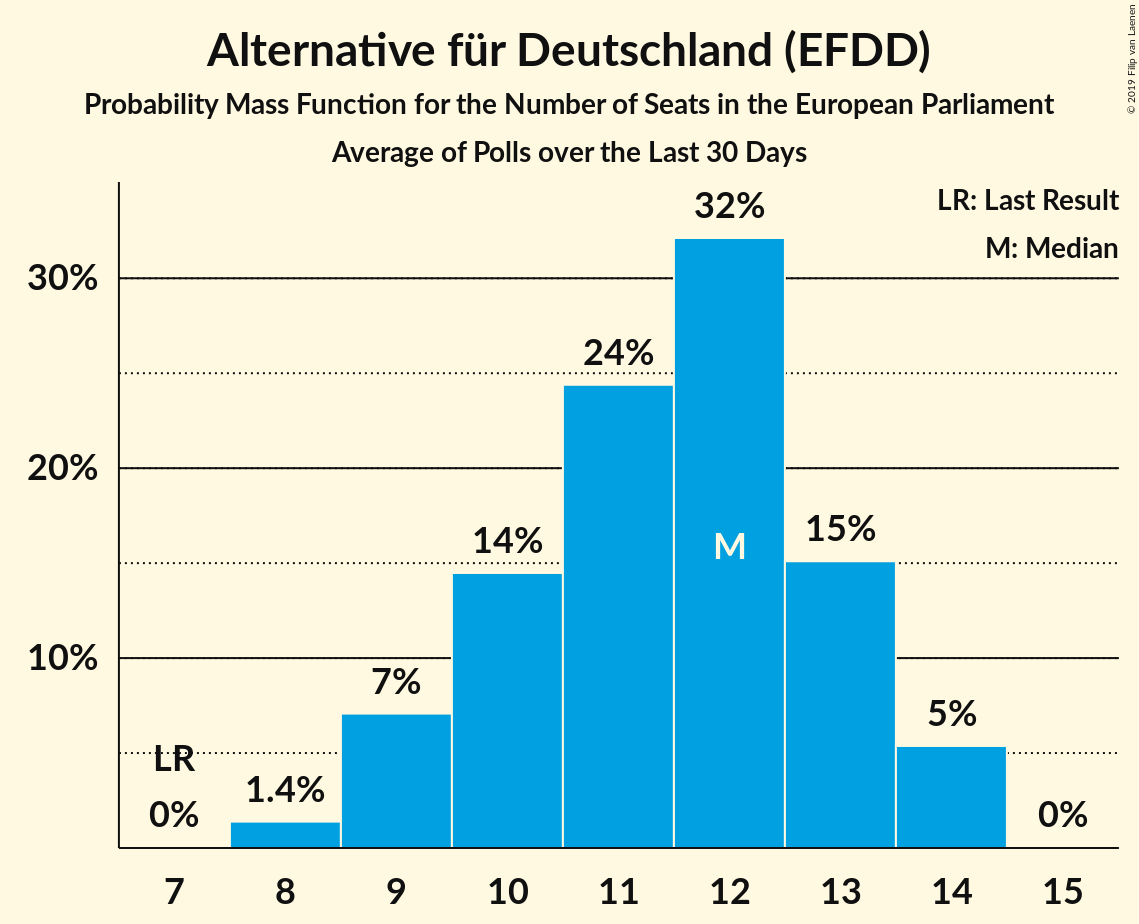 Alternative für Deutschland (EFDD)
Probability Mass Function for the Number of Seats in the European Parliament
Average of Polls over the Last 30 Days
© 2019 Filip van Laenen
LR: Last Result
M: Median
30%
20%
10%
LR
0%
1.4%
7%
14%
24%
32%
M
15%
5%
0%
7 8 9 10 11 12 13 14 15